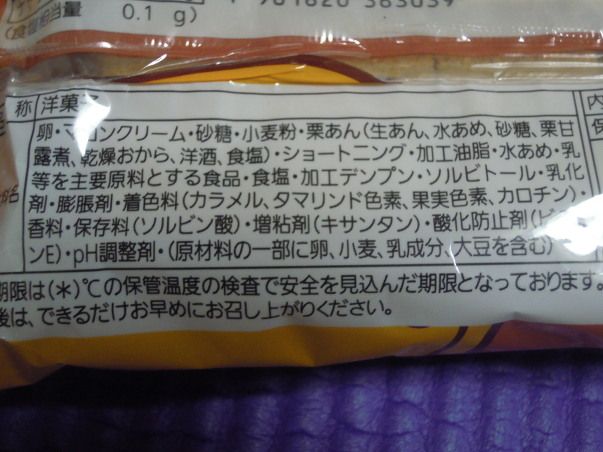 (食塩相当量 0.1 g)
称 洋菓子 内
卵・マロンクリーム・砂糖・小麦粉・栗あん(生あん、水あめ、砂糖、栗甘 保
露煮、乾燥おから、洋酒、食塩)・ショートニング・加工油脂・水あめ・乳
名 等を主要原料とする食品・食塩・加工デンプン・ソルビトール・乳化
剤・膨脹剤・着色料(カラメル、タマリンド色素、果実色素、カロチン)・
香料・保存料(ソルビン酸)・増粘剤(キサンタン)・酸化防止剤(ビ
ンE)・pH調整剤・(原材料の一部に卵、小麦、乳成分、大豆を含む)
期限は(*)℃の保管温度の検査で安全を見込んだ期限となっております。
後は、できるだけお早めにお召し上がりください。